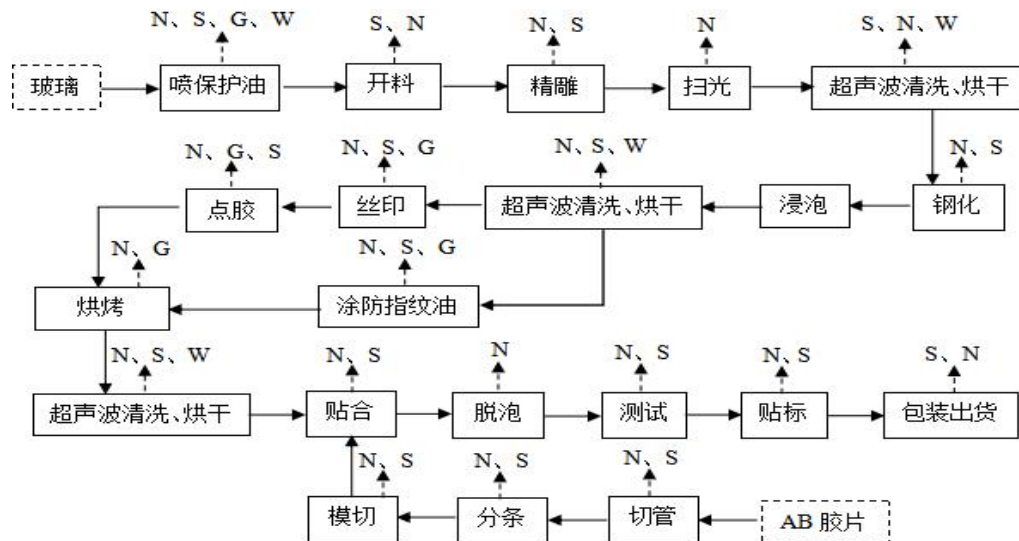 N、S、G、W
S、N
N、S
N
S、N、W
玻璃
喷保护油
开料
精雕
扫光
超声波清洗、烘干
N、G、S
N、S、G
N、S、W
N、S
点胶
丝印
超声波清洗、烘干
浸泡
钢化
N、G
N、S、G
烘烤
涂防指纹油
N、S、W
N、S
N
N、S
N、S
S、N
超声波清洗、烘干
贴合
脱泡
测试
贴标
包装出货
N、S
N、S
N、S
模切
分条
切管
AB 胶片